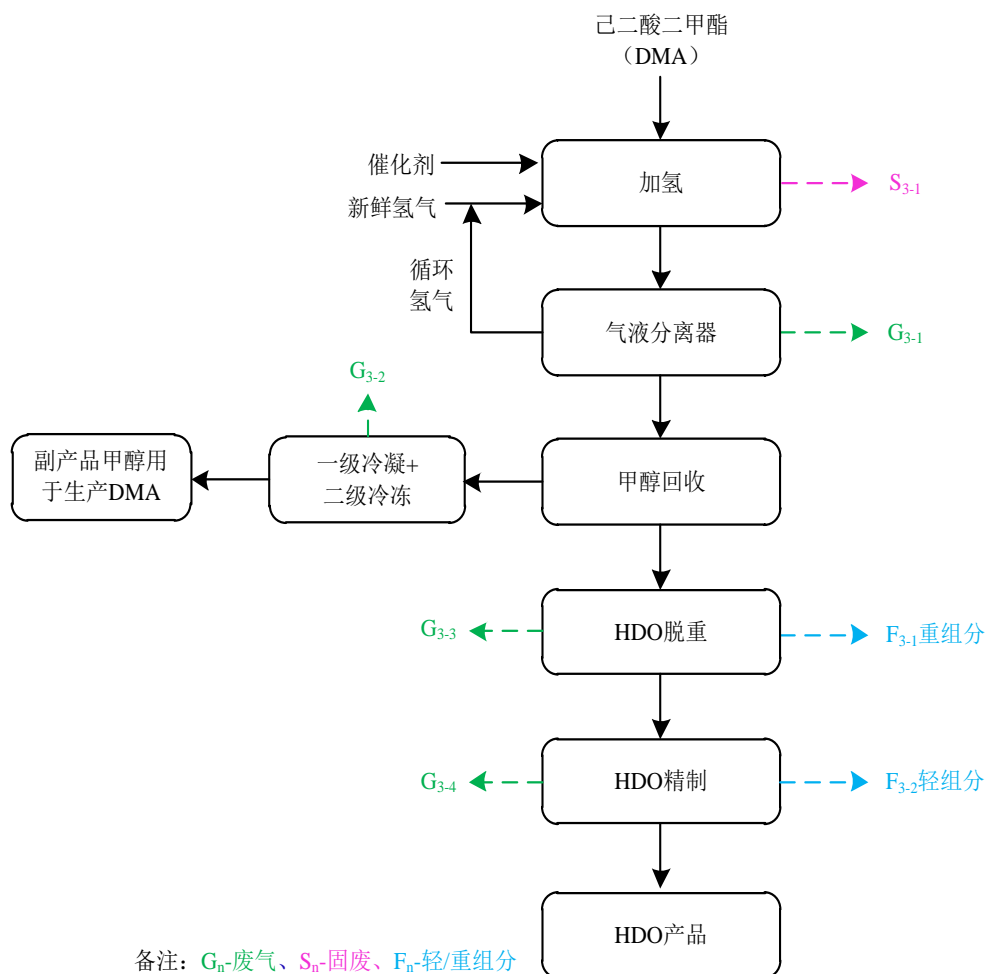 己二酸二甲酯
（DMA）
催化剂
加氢
S3-1
新鲜氢气
循环
氢气
气液分离器
G3-1
G3-2
副产品甲醇用
于生产DMA
一级冷凝+
二级冷冻
甲醇回收
G3-3
HDO脱重
F3-1重组分
G3-4
HDO精制
F3-2轻组分
HDO产品
备注：Gn-废气、Sn-固废、Fn-轻/重组分